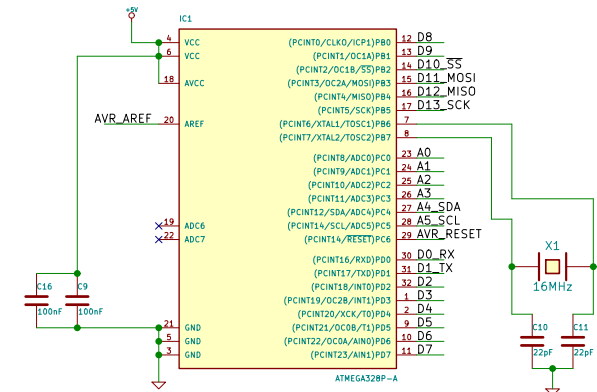 +5V
IC1
4 VCC (PCINT0/CLKO/ICP1)PB0 12 D8
6 VCC (PCINT1/OC1A)PB1 13 D9
(PCINT2/OC1B/SS)PB2 14 D10_SS
18 AVCC (PCINT3/OC2A/MOSI)PB3 15 D11_MOSI
(PCINT4/MISO)PB4 16 D12_MISO
(PCINT5/SCK)PB5 17 D13_SCK
AVR_AREF 20 AREF (PCINT6/XTAL1/TOSC1)PB6 7
(PCINT7/XTAL2/TOSC2)PB7 8
(PCINT8/ADC0)PC0 23 A0
(PCINT9/ADC1)PC1 24 A1
(PCINT10/ADC2)PC2 25 A2
(PCINT11/ADC3)PC3 26 A3
(PCINT12/SDA/ADC4)PC4 27 A4_SDA
19 ADC6 (PCINT14/SCL/ADC5)PC5 28 A5_SCL
22 ADC7 (PCINT14/RESET)PC6 29 AVR_RESET
X1
(PCINT16/RXD)PD0 30 D0_RX
(PCINT17/TXD)PD1 31 D1_TX
C16 C9 (PCINT18/INT0)PD2 32 D2 16MHz
(PCINT19/OC2B/INT1)PD3 1 D3
100nF 100nF (PCINT20/XCK/T0)PD4 2 D4
21 GND (PCINT21/OC0B/T1)PD5 9 D5 C10 C11
5 GND (PCINT22/OC0A/AIN0)PD6 10 D6
3 GND (PCINT23/AIN1)PD7 11 D7 22pF 22pF
ATMEGA328P-A